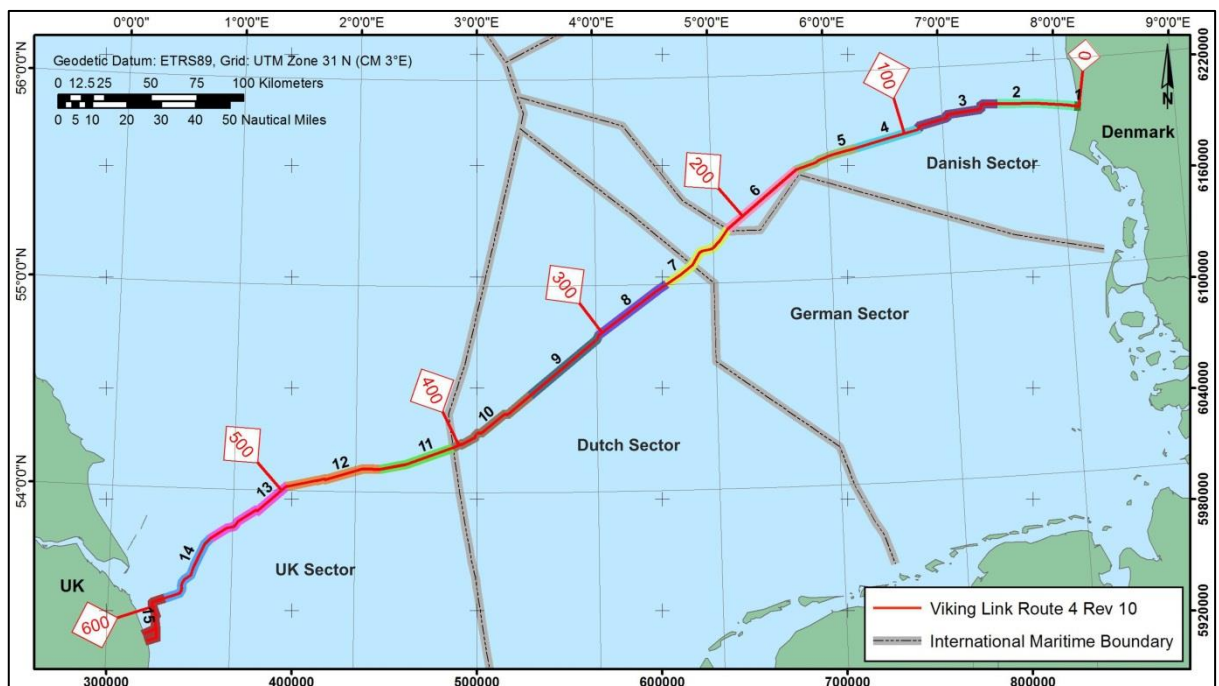 0°0'0"E 1°0'0"E 2°0'0"E 3°0'0"E 4°0'0"E 5°0'0"E 6°0'0"E 7°0'0"E 8°0'0"E 9°0'0"E
Geodetic Datum: ETRS89, Grid: UTM Zone 31 N (CM 3°E)
0 12.5 25 50 75 100 Kilometers
0 5 10 20 30 40 50 Nautical Miles
56°0'0"N
55°0'0"N
54°0'0"N
6220000
6160000
6100000
6040000
5980000
5920000
N
0
100
200
300
400
500
600
1
2
3
4
5
6
7
8
9
10
11
12
13
14
15
Denmark
Danish Sector
German Sector
Dutch Sector
UK Sector
UK
Viking Link Route 4 Rev 10
International Maritime Boundary
300000 400000 500000 600000 700000 800000